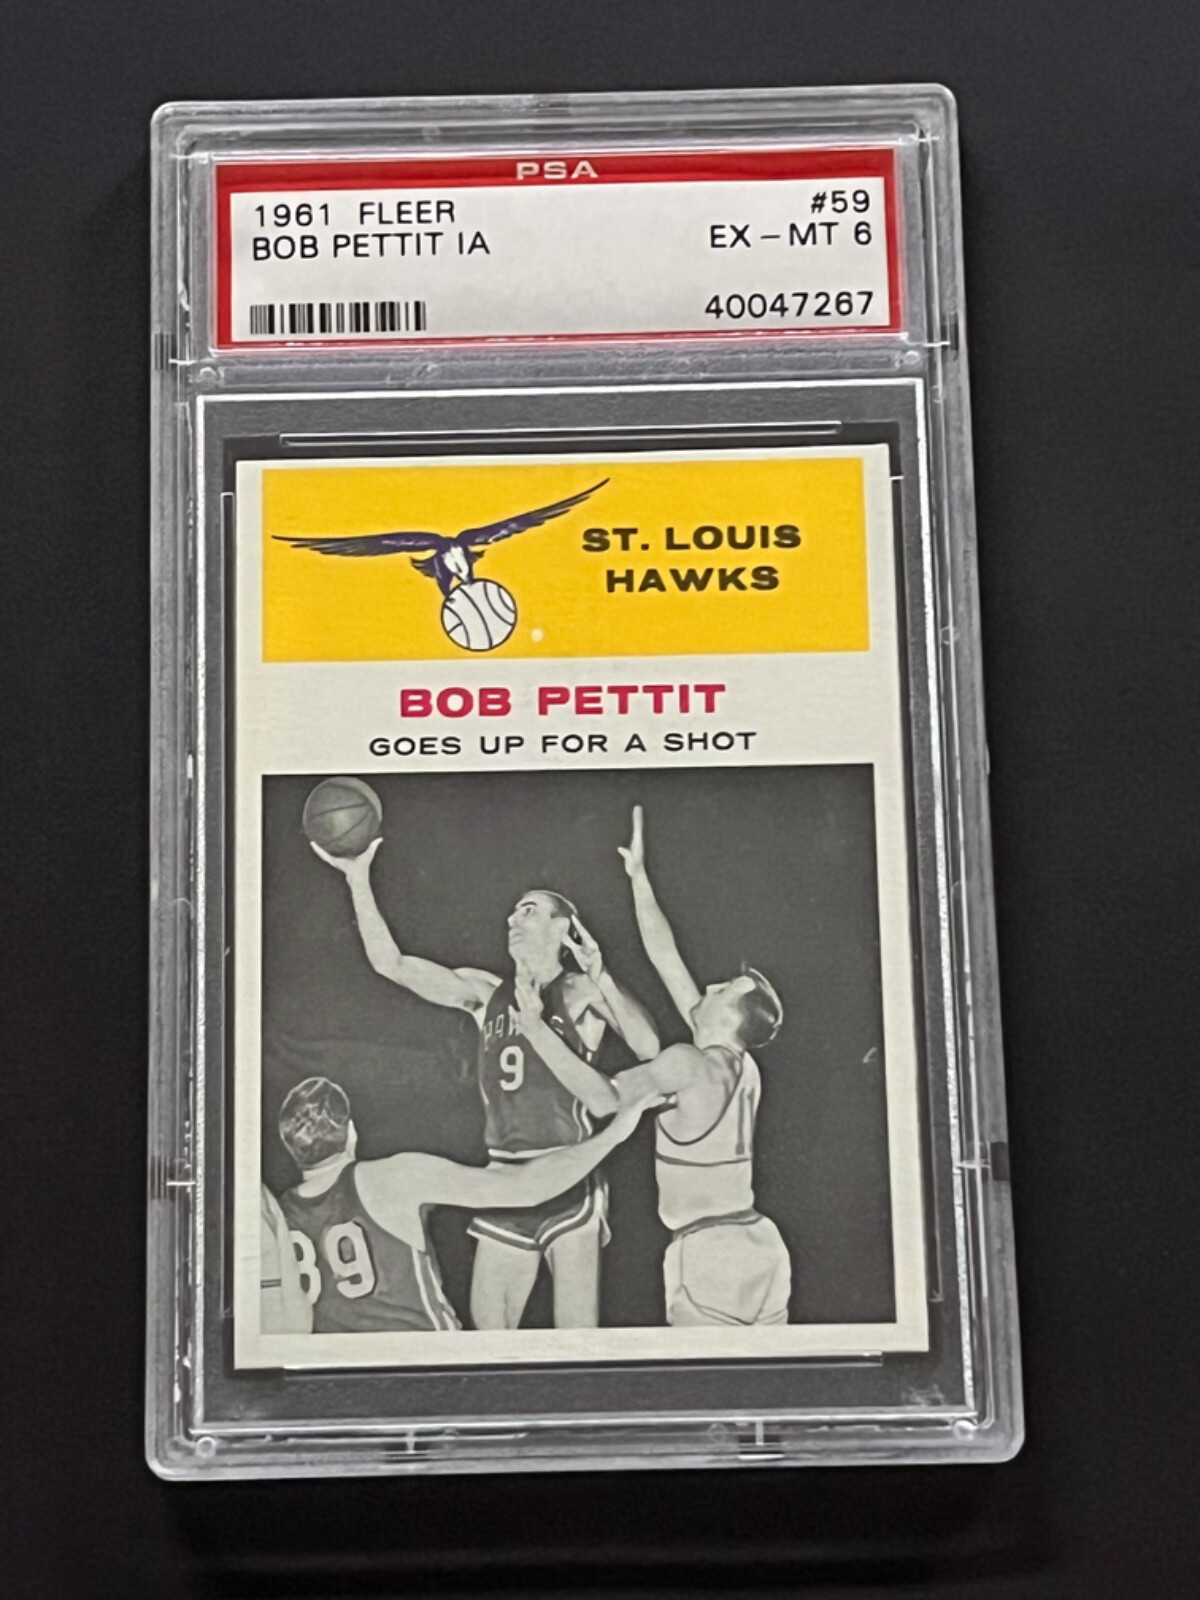 PSA
1961 FLEER #59
BOB PETTIT IA EX - MT 6
40047267
ST. LOUIS
HAWKS
BOB PETTIT
GOES UP FOR A SHOT
9
11
39